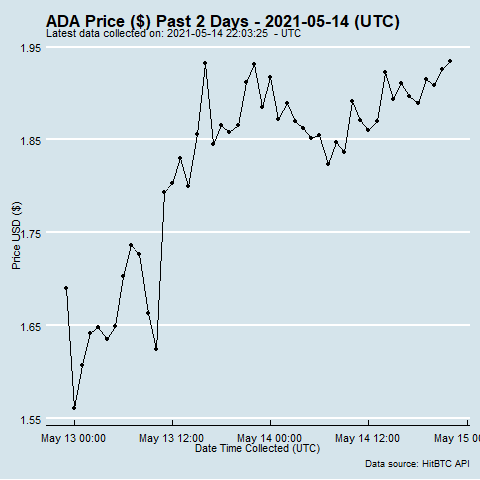 ADA Price ($) Past 2 Days - 2021-05-14 (UTC)
Latest data collected on: 2021-05-14 22:03:25  - UTC
1.95
1.85
1.75
1.65
1.55
Price USD ($)
May 13 00:00 May 13 12:00 May 14 00:00 May 14 12:00 May 15 0
Date Time Collected (UTC)
Data source: HitBTC API